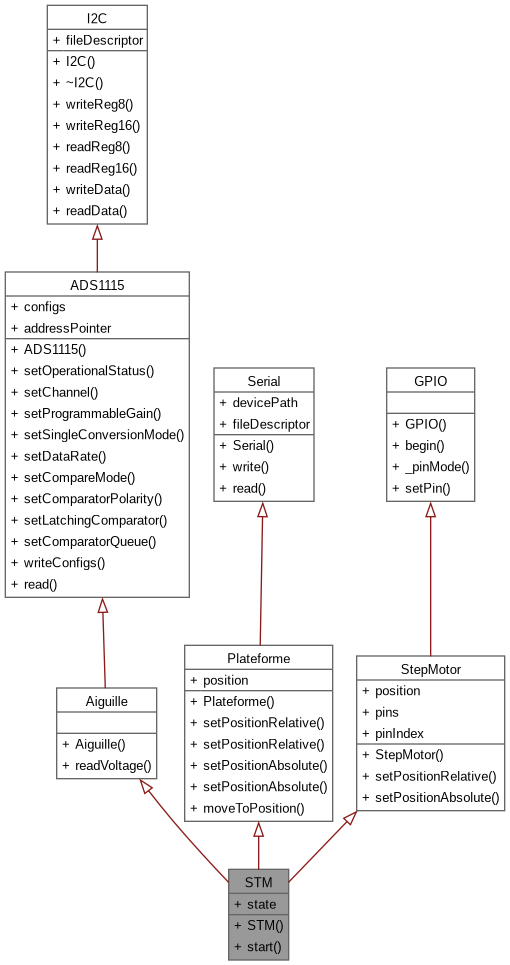 I2C
+ fileDescriptor
+ I2C()
+ ~I2C()
+ writeReg8()
+ writeReg16()
+ readReg8()
+ readReg16()
+ writeData()
+ readData()
ADS1115
+ configs
+ addressPointer
+ ADS1115()
+ setOperationalStatus()
+ setChannel()
+ setProgrammableGain()
+ setSingleConversionMode()
+ setDataRate()
+ setCompareMode()
+ setComparatorPolarity()
+ setLatchingComparator()
+ setComparatorQueue()
+ writeConfigs()
+ read()
Serial
+ devicePath
+ fileDescriptor
+ Serial()
+ write()
+ read()
GPIO
+ GPIO()
+ begin()
+ _pinMode()
+ setPin()
Aiguille
+ Aiguille()
+ readVoltage()
Plateforme
+ position
+ Plateforme()
+ setPositionRelative()
+ setPositionRelative()
+ setPositionAbsolute()
+ setPositionAbsolute()
+ moveToPosition()
StepMotor
+ position
+ pins
+ pinIndex
+ StepMotor()
+ setPositionRelative()
+ setPositionAbsolute()
STM
+ state
+ STM()
+ start()